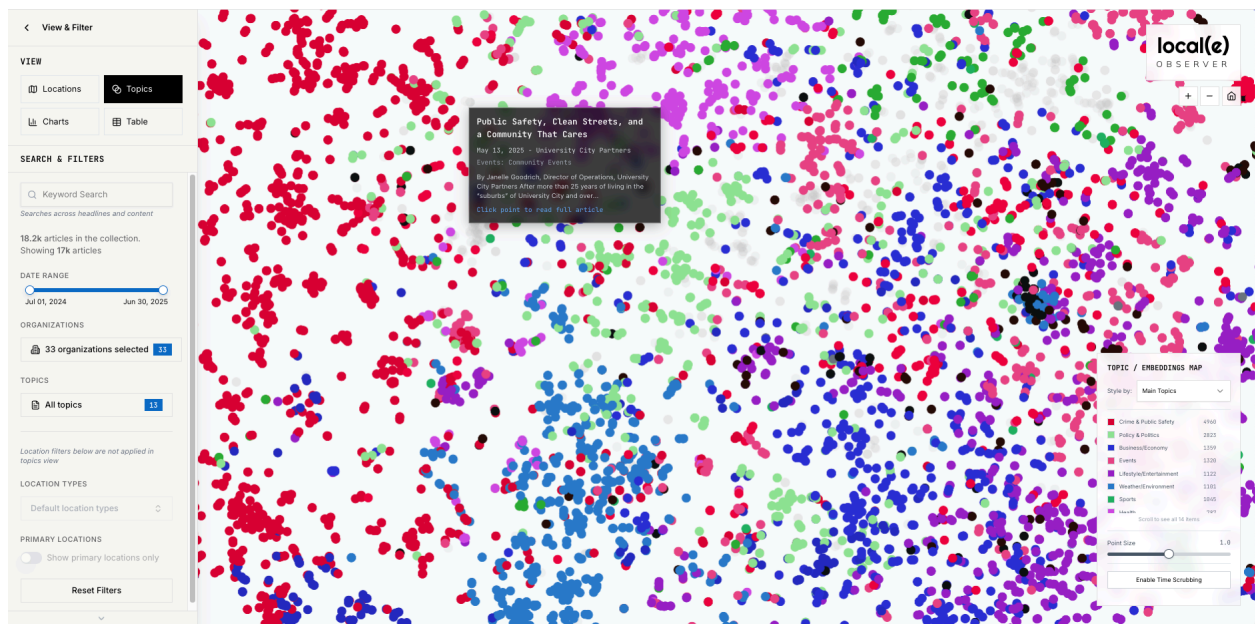 View & Filter
VIEW
Locations
Topics
Charts
Table
SEARCH & FILTERS
Keyword Search
Searches across headlines and content
18.2k articles in the collection.
Showing 17k articles
DATE RANGE
Jul 01, 2024
Jun 30, 2025
ORGANIZATIONS
33 organizations selected 33
TOPICS
All topics 13
Location filters below are not applied in
topics view
LOCATION TYPES
Default location types
PRIMARY LOCATIONS
Show primary locations only
Reset Filters
Public Safety, Clean Streets, and
a Community That Cares
May 13, 2025 - University City Partners
Events: Community Events
By Janelle Goodrich, Director of Operations, University
City Partners After more than 25 years of living in the
"suburbs" of University City and over...
Click point to read full article
local(e)
OBSERVER
TOPIC / EMBEDDINGS MAP
Style by: Main Topics
Crime & Public Safety 4960
Policy & Politics 2823
Business/Economy 1359
Events 1320
Lifestyle/Entertainment 1122
Weather/Environment 1101
Sports 1045
Health
Scroll to see all 14 items
Point Size 1.0
Enable Time Scrubbing